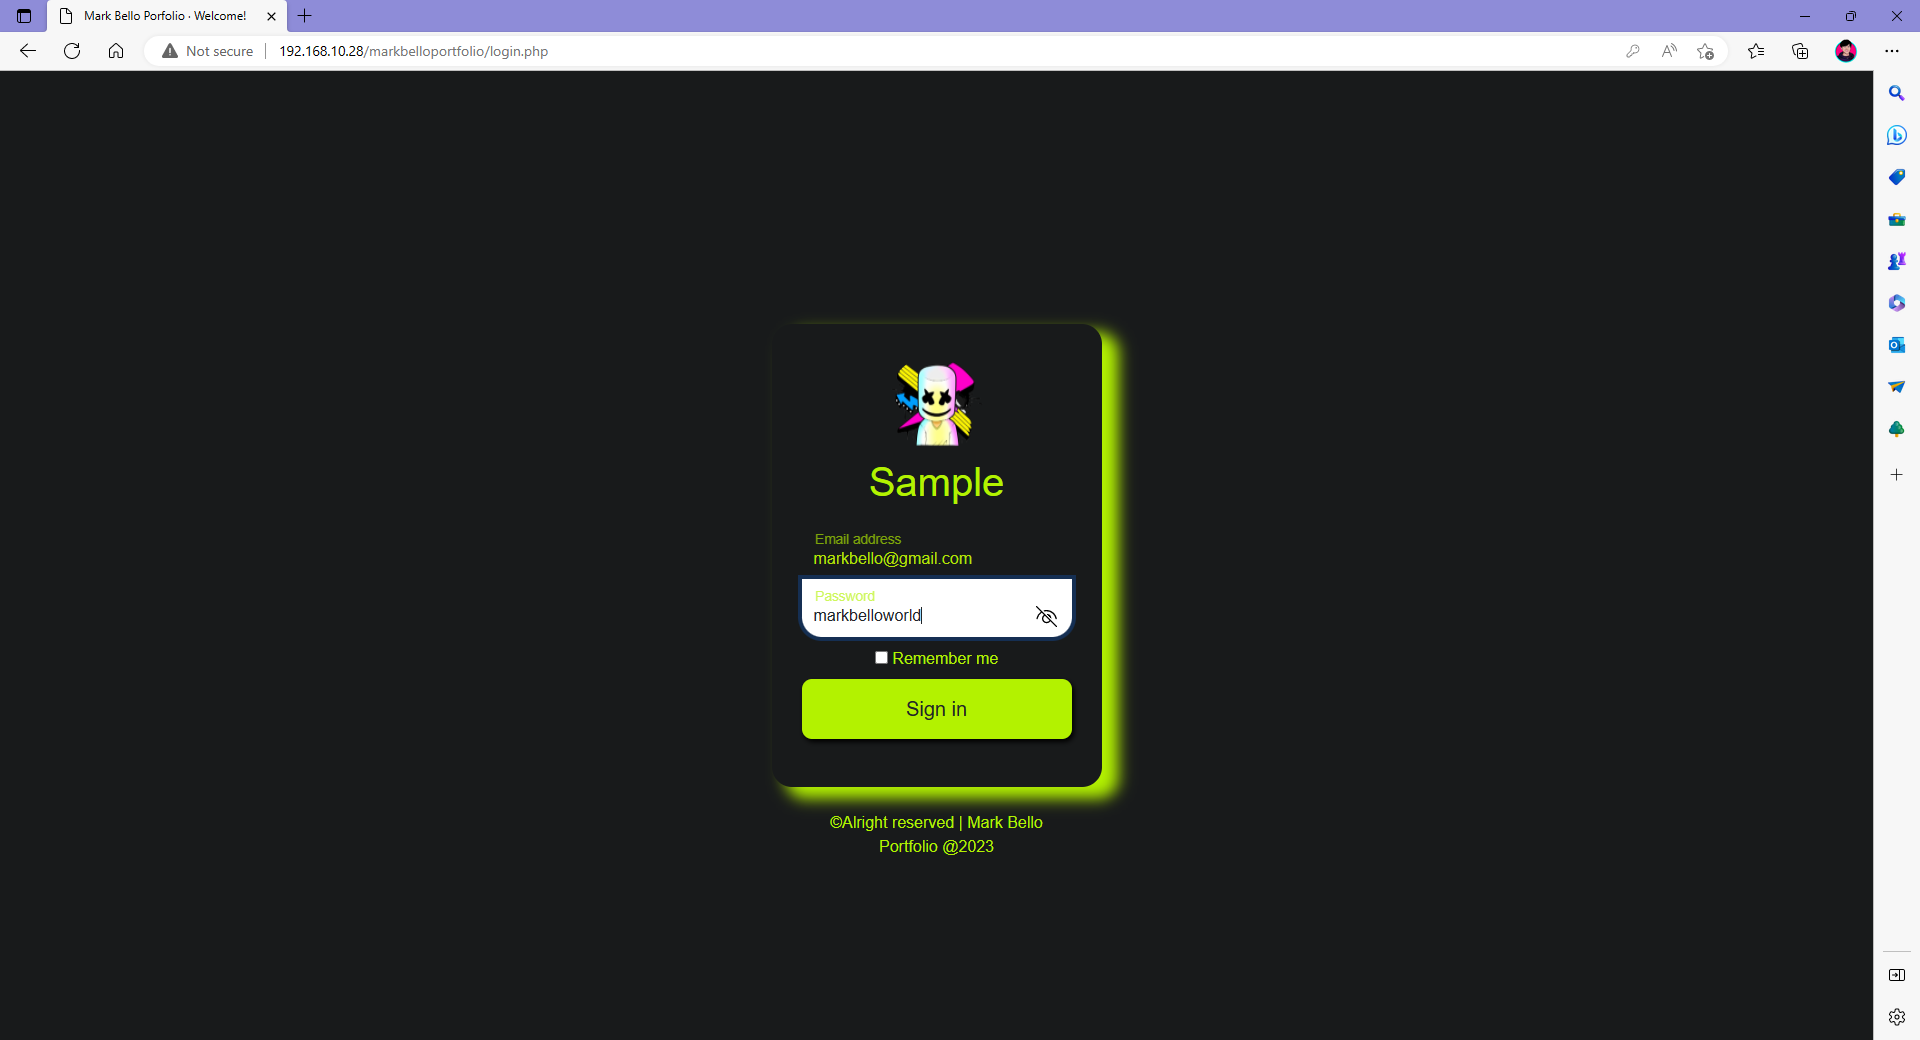 Mark Bello Porfolio · Welcome!
Not secure
192.168.10.28/markbelloportfolio/login.php
Sample
Email address
markbello@gmail.com
Password
markbelloworld
Remember me
Sign in
©Alright reserved | Mark Bello
Portfolio @2023